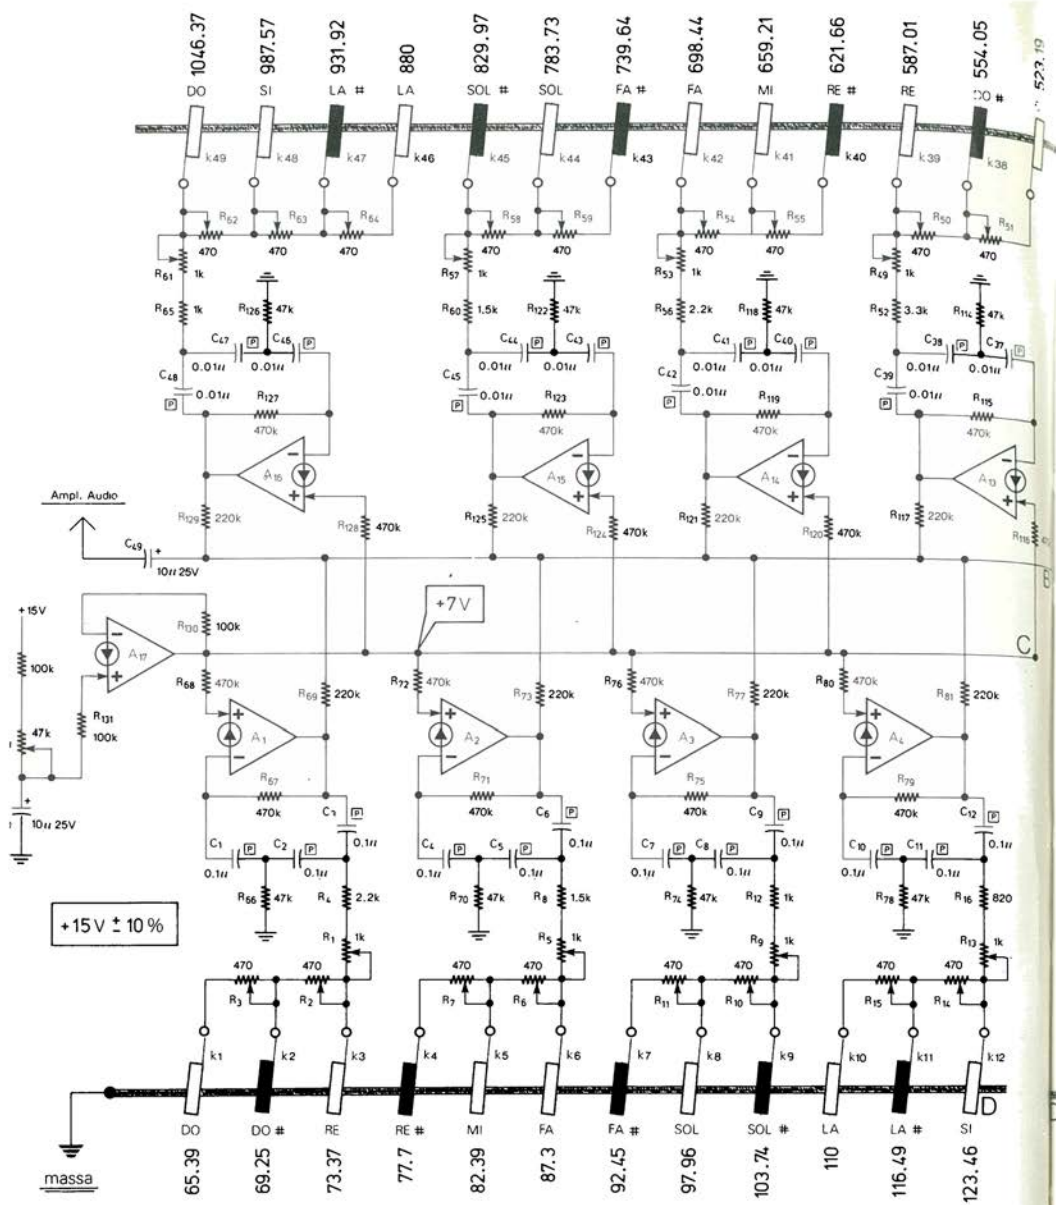 1046.37 987.57 931.92 880 829.97 783.73 739.64 698.44 659.21 621.66 587.01 554.05 523.19
DO SI LA # LA SOL # SOL FA # FA MI RE # RE DO #
k49 k48 k47 k46 k45 k44 k43 k42 k41 k40 k39 k38
R62 R63 R64 R58 R59 R54 R55 R50 R51
470 470 470 470 470 470 470 470 470
R61 1k R57 1k R53 1k R49 1k
R65 1k R126 47k R60 1.5k R122 47k R56 2.2k R118 47k R52 3.3k R114 47k
C47 P C46 P C44 P C43 P C41 P C40 P C38 P C37 P
0.01u 0.01u 0.01u 0.01u 0.01u 0.01u 0.01u 0.01u
C48 0.01u P C45 0.01u P C42 0.01u P C39 0.01u P
R127 R123 R119 R115
470k 470k 470k 470k
A16 A15 A14 A13
− + − + − + − +
Ampl. Audio
R129 220k R128 470k R125 220k R124 470k R121 220k R120 470k R117 220k R116
C49 + 10u 25V
B
+7V
+15V
R130 100k
A17
− +
C
100k
R131 100k
47k
+ 10u 25V
R68 470k R69 220k R72 470k R73 220k R76 470k R77 220k R80 470k R81 220k
+ − + − + − + −
A1 A2 A3 A4
R67 R71 R75 R79
470k 470k 470k 470k
C3 P 0.1u C6 P 0.1u C9 P 0.1u C12 P 0.1u
C1 P C2 P C4 P C5 P C7 P C8 P C10 P C11 P
0.1u 0.1u 0.1u 0.1u 0.1u 0.1u 0.1u 0.1u
R66 47k R4 2.2k R70 47k R8 1.5k R74 47k R12 1k R78 47k R16 820
+15V ± 10%
R1 1k R5 1k R9 1k R13 1k
470 470 470 470 470 470 470 470
R3 R2 R7 R6 R11 R10 R15 R14
k1 k2 k3 k4 k5 k6 k7 k8 k9 k10 k11 k12
D
DO DO # RE RE # MI FA FA # SOL SOL # LA LA # SI
massa
65.39 69.25 73.37 77.7 82.39 87.3 92.45 97.96 103.74 110 116.49 123.46